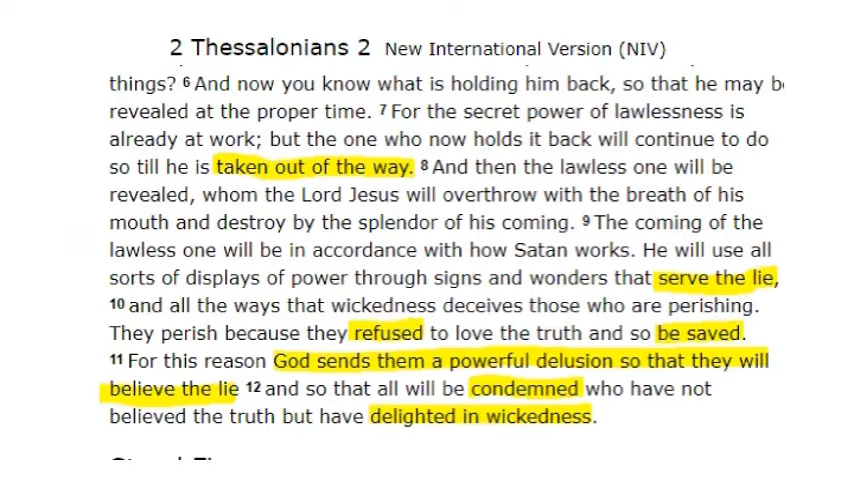 2 Thessalonians 2 New International Version (NIV)
things? 6 And now you know what is holding him back, so that he may b
revealed at the proper time. 7 For the secret power of lawlessness is
already at work; but the one who now holds it back will continue to do
so till he is taken out of the way. 8 And then the lawless one will be
revealed, whom the Lord Jesus will overthrow with the breath of his
mouth and destroy by the splendor of his coming. 9 The coming of the
lawless one will be in accordance with how Satan works. He will use all
sorts of displays of power through signs and wonders that serve the lie,
10 and all the ways that wickedness deceives those who are perishing.
They perish because they refused to love the truth and so be saved.
11 For this reason God sends them a powerful delusion so that they will
believe the lie 12 and so that all will be condemned who have not
believed the truth but have delighted in wickedness.